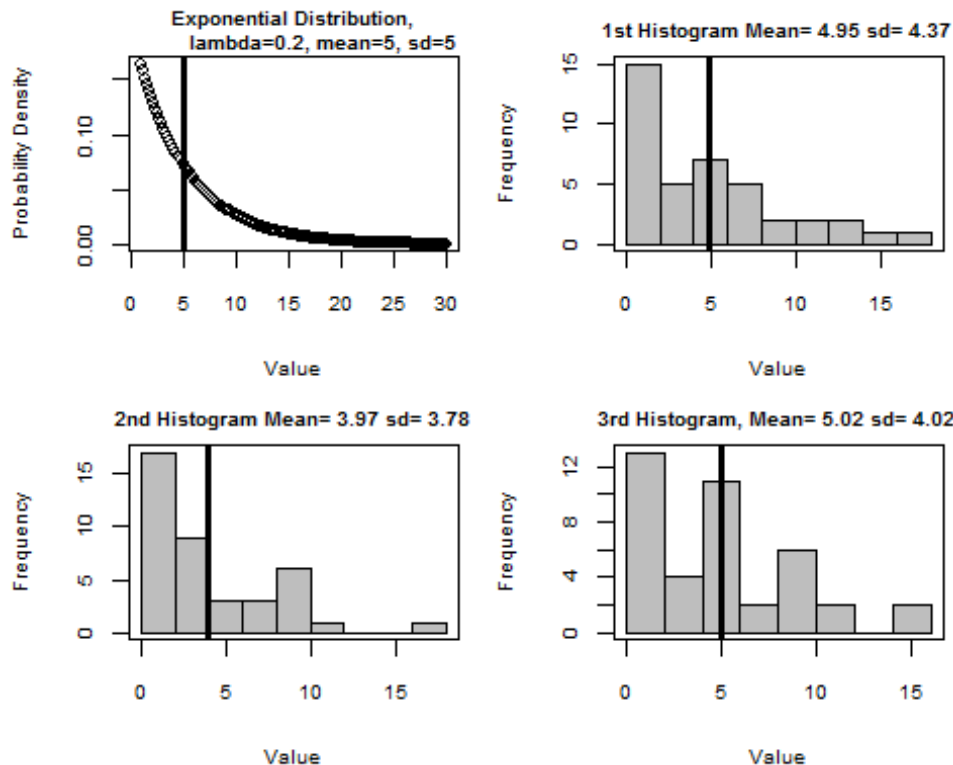 Exponential Distribution,
lambda=0.2, mean=5, sd=5
Probability Density
0.00
0.10
0 5 10 15 20 25 30
Value
1st Histogram Mean= 4.95 sd= 4.37
Frequency
0 5 10 15
0 5 10 15
Value
2nd Histogram Mean= 3.97 sd= 3.78
Frequency
0 5 10 15
0 5 10 15
Value
3rd Histogram, Mean= 5.02 sd= 4.02
Frequency
0 4 8 12
0 5 10 15
Value